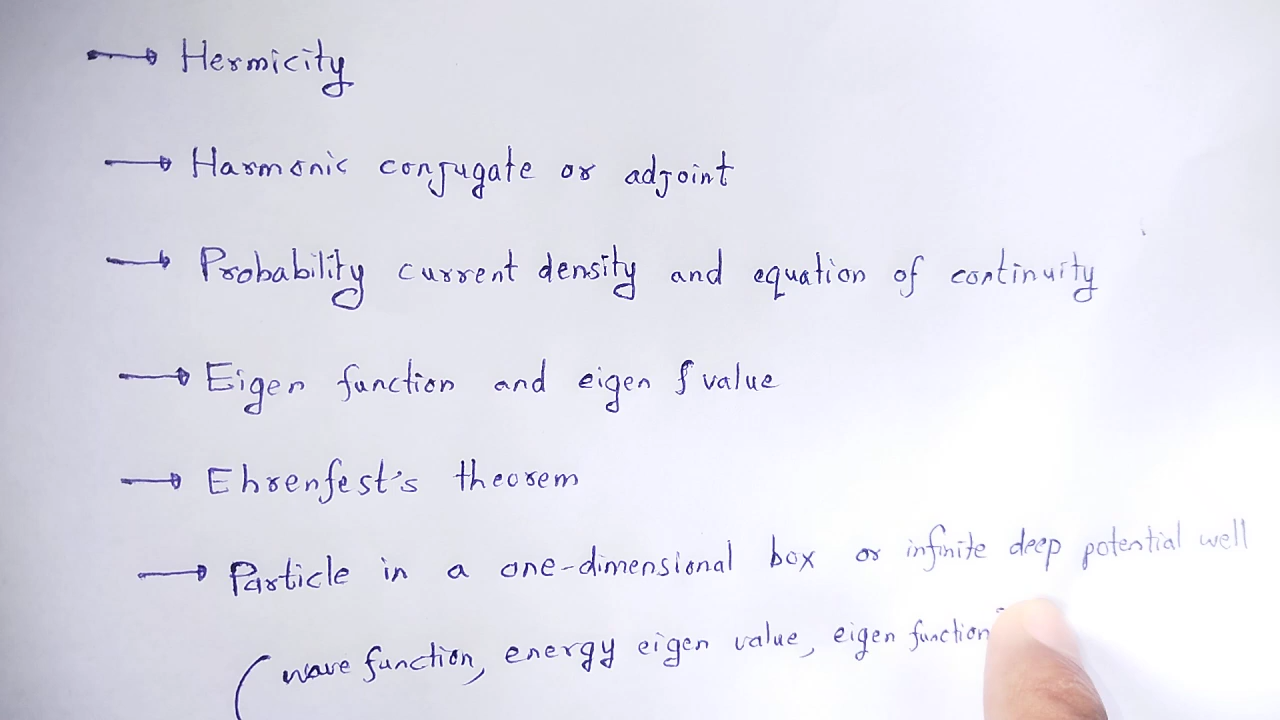 → Hermicity
→ Harmonic conjugate or adjoint
→ Probability current density and equation of continuity
→ Eigen function and eigen f value
→ Ehrenfest's theorem
→ Particle in a one-dimensional box or infinite deep potential well
(wave function, energy eigen value, eigen function